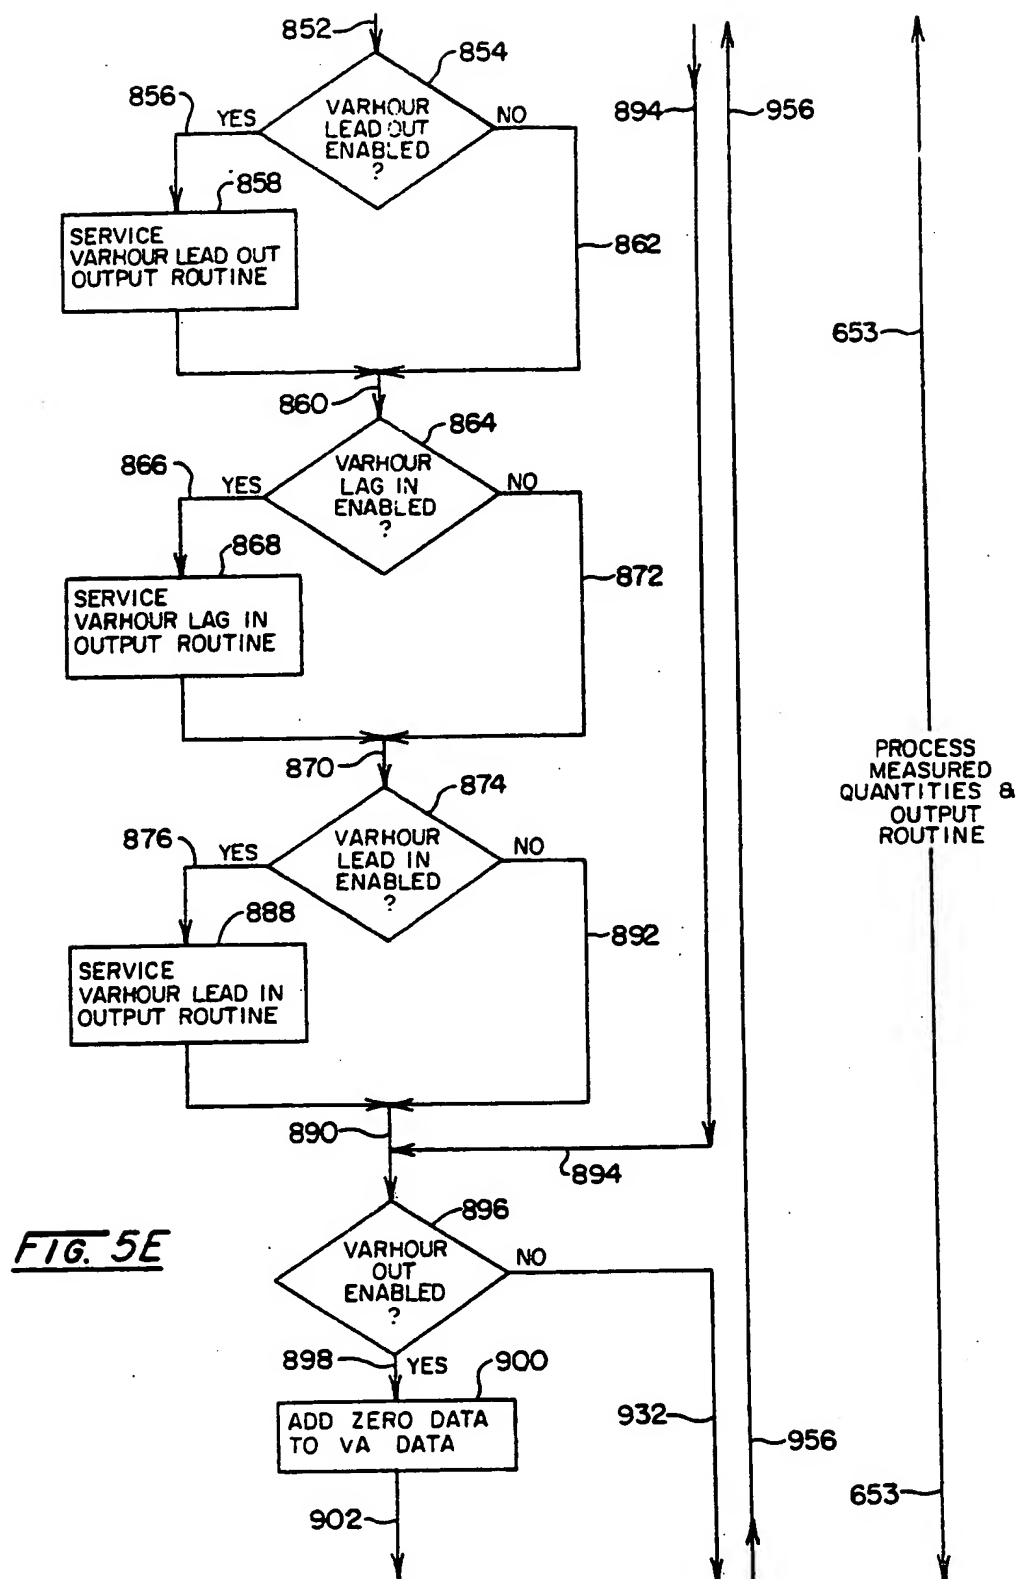 852
854
856
YES
VARHOUR
LEAD OUT
ENABLED
?
NO
894
956
858
SERVICE
VARHOUR LEAD OUT
OUTPUT ROUTINE
862
653
860
864
866
YES
VARHOUR
LAG IN
ENABLED
?
NO
868
872
SERVICE
VARHOUR LAG IN
OUTPUT ROUTINE
870
874
PROCESS
MEASURED
QUANTITIES &
OUTPUT
ROUTINE
876
YES
VARHOUR
LEAD IN
ENABLED
?
NO
888
892
SERVICE
VARHOUR LEAD IN
OUTPUT ROUTINE
890
894
896
FIG. 5E
VARHOUR
OUT
ENABLED
?
NO
898
YES
900
ADD ZERO DATA
TO VA DATA
932
956
653
902